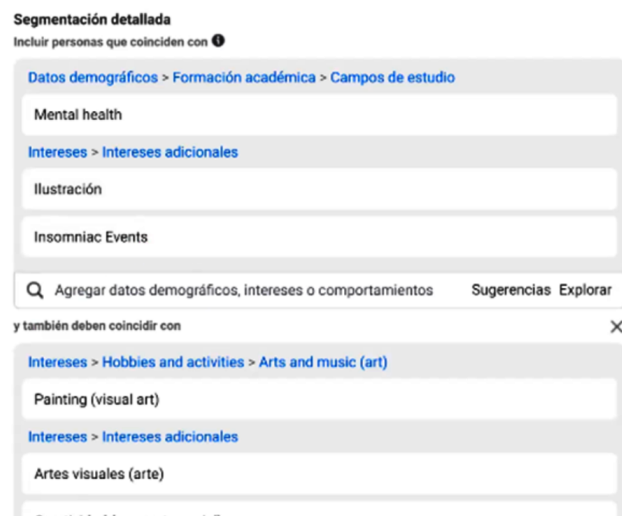 Segmentación detallada
Incluir personas que coinciden con
Datos demográficos > Formación académica > Campos de estudio
Mental health
Intereses > Intereses adicionales
Ilustración
Insomniac Events
Agregar datos demográficos, intereses o comportamientos Sugerencias Explorar
y también deben coincidir con
Intereses > Hobbies and activities > Arts and music (art)
Painting (visual art)
Intereses > Intereses adicionales
Artes visuales (arte)